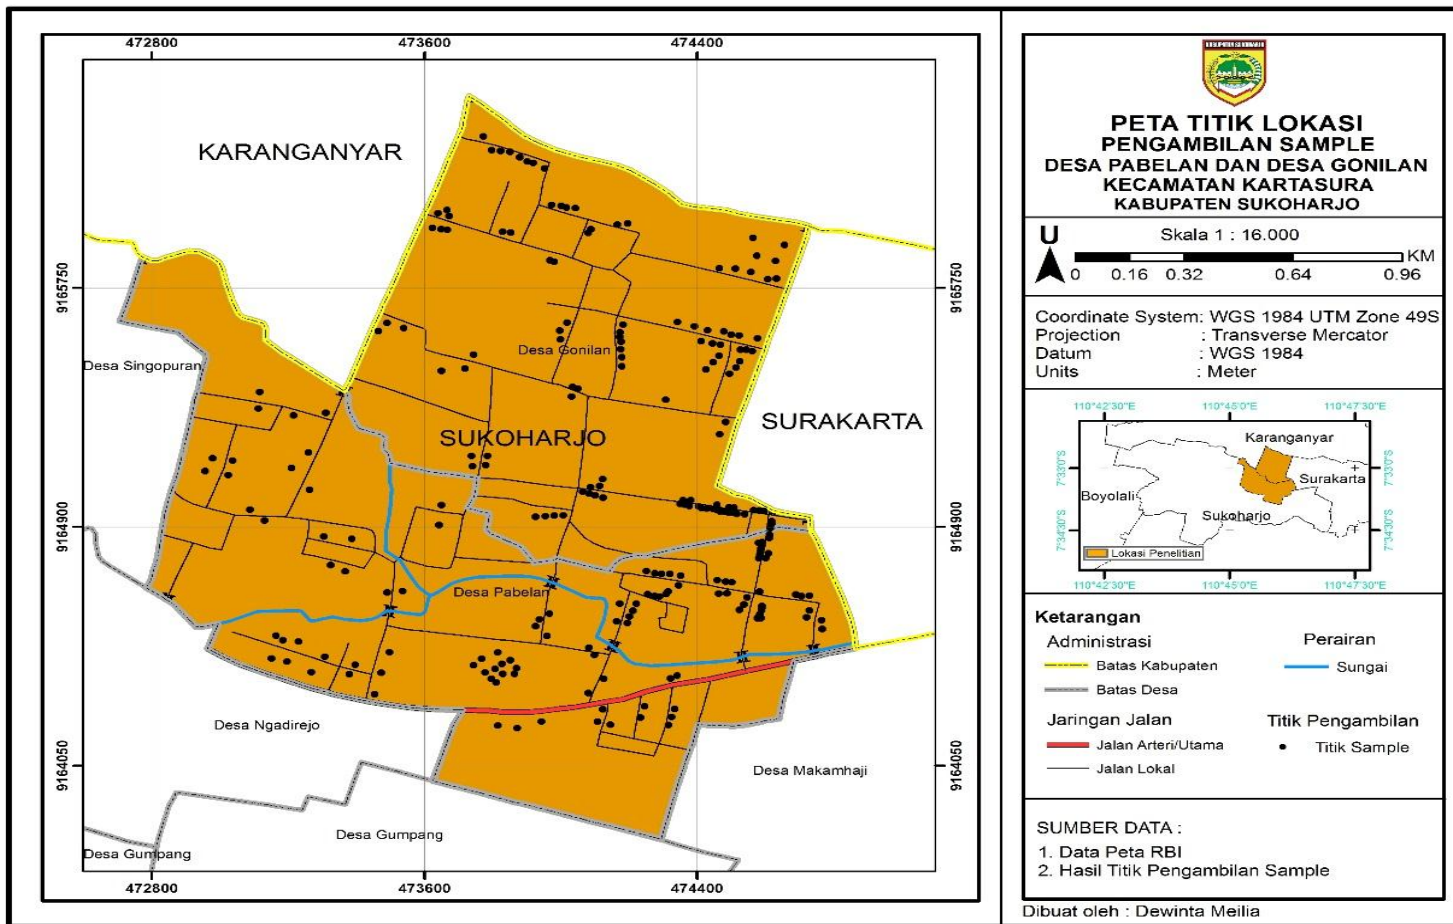 472800
473600
474400
KARANGANYAR
SURAKARTA
SUKOHARJO
Desa Singopuran
Desa Gonilan
Desa Pabelan
Desa Ngadirejo
Desa Makamhaji
Desa Gumpang
Desa Gumpang
9165750
9164900
9164050
9165750
9164900
9164050
472800
473600
474400
KABUPATEN SUKOHARJO
PETA TITIK LOKASI
PENGAMBILAN SAMPLE
DESA PABELAN DAN DESA GONILAN
KECAMATAN KARTASURA
KABUPATEN SUKOHARJO
U
Skala 1 : 16.000
KM
0 0.16 0.32 0.64 0.96
Coordinate System: WGS 1984 UTM Zone 49S
Projection : Transverse Mercator
Datum : WGS 1984
Units : Meter
110°42'30"E 110°45'0"E 110°47'30"E
7°33'0"S
7°34'30"S
7°33'0"S
7°34'30"S
Karanganyar
Surakarta
Boyolali
Sukoharjo
Lokasi Penelitian
110°42'30"E 110°45'0"E 110°47'30"E
Ketarangan
Administrasi
Batas Kabupaten
Batas Desa
Perairan
Sungai
Jaringan Jalan
Jalan Arteri/Utama
Jalan Lokal
Titik Pengambilan
Titik Sample
SUMBER DATA :
1. Data Peta RBI
2. Hasil Titik Pengambilan Sample
Dibuat oleh : Dewinta Meilia